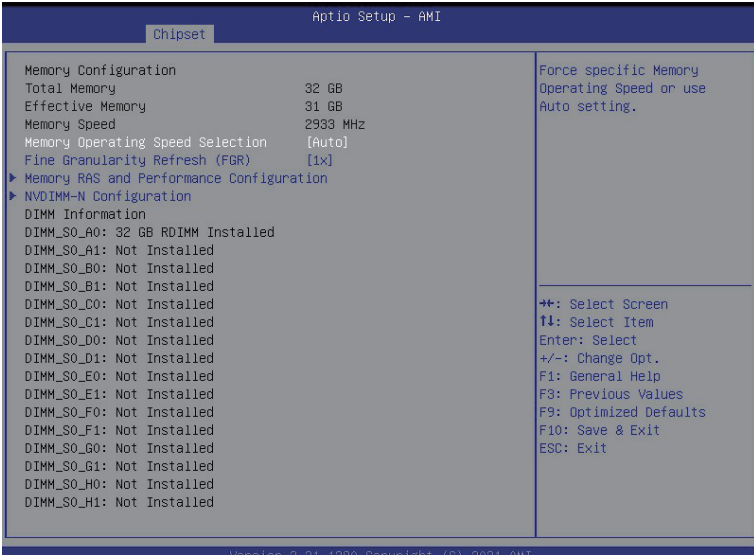 Aptio Setup – AMI
Chipset
Memory Configuration
Total Memory 32 GB
Effective Memory 31 GB
Memory Speed 2933 MHz
Memory Operating Speed Selection [Auto]
Fine Granularity Refresh (FGR) [1x]
Memory RAS and Performance Configuration
NVDIMM-N Configuration
DIMM Information
DIMM_S0_A0: 32 GB RDIMM Installed
DIMM_S0_A1: Not Installed
DIMM_S0_B0: Not Installed
DIMM_S0_B1: Not Installed
DIMM_S0_C0: Not Installed
DIMM_S0_C1: Not Installed
DIMM_S0_D0: Not Installed
DIMM_S0_D1: Not Installed
DIMM_S0_E0: Not Installed
DIMM_S0_E1: Not Installed
DIMM_S0_F0: Not Installed
DIMM_S0_F1: Not Installed
DIMM_S0_G0: Not Installed
DIMM_S0_G1: Not Installed
DIMM_S0_H0: Not Installed
DIMM_S0_H1: Not Installed
Force specific Memory
Operating Speed or use
Auto setting.
→←: Select Screen
↑↓: Select Item
Enter: Select
+/-: Change Opt.
F1: General Help
F3: Previous Values
F9: Optimized Defaults
F10: Save & Exit
ESC: Exit
Version Copyright (C) 2021 AMI